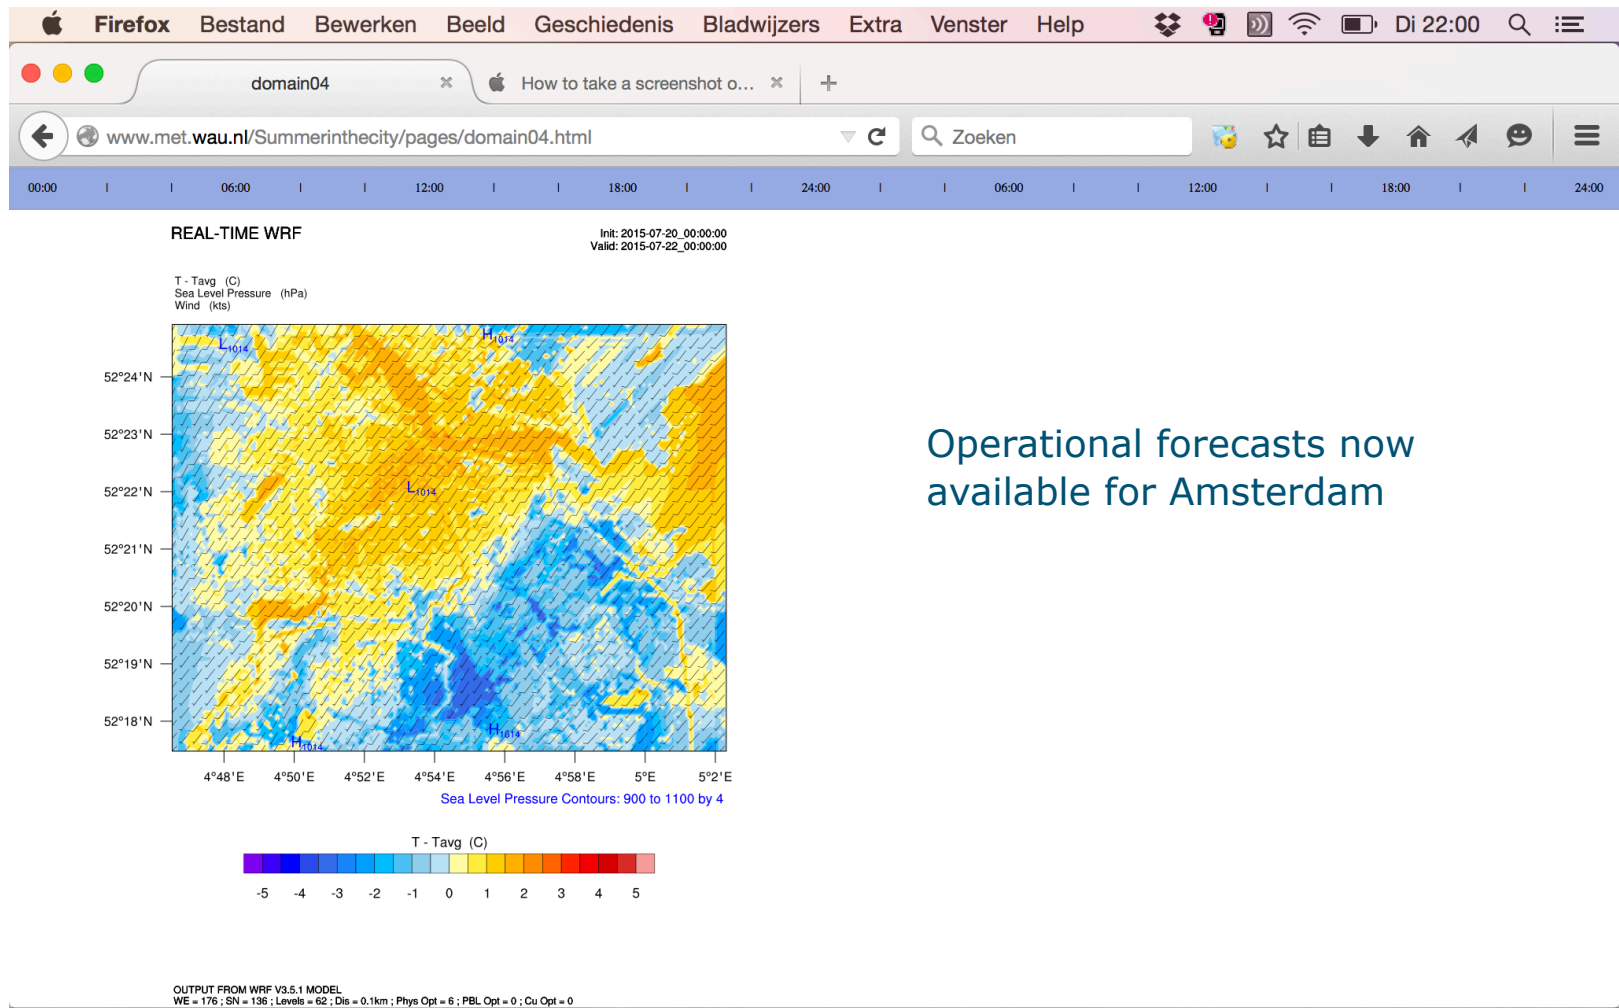 Firefox Bestand Bewerken Beeld Geschiedenis Bladwijzers Extra Venster Help Di 22:00
domain04 How to take a screenshot o...
www.met.wau.nl/Summerinthecity/pages/domain04.html Zoeken
00:00 06:00 12:00 18:00 24:00 06:00 12:00 18:00 24:00
REAL-TIME WRF
Init: 2015-07-20_00:00:00
Valid: 2015-07-22_00:00:00
T - Tavg (C)
Sea Level Pressure (hPa)
Wind (kts)
L1014
H1014
52°24'N
52°23'N
52°22'N
L1014
52°21'N
52°20'N
52°19'N
52°18'N
H1014
H1014
4°48'E 4°50'E 4°52'E 4°54'E 4°56'E 4°58'E 5°E 5°2'E
Sea Level Pressure Contours: 900 to 1100 by 4
T - Tavg (C)
-5 -4 -3 -2 -1 0 1 2 3 4 5
Operational forecasts now
available for Amsterdam
OUTPUT FROM WRF V3.5.1 MODEL
WE = 176 ; SN = 136 ; Levels = 62 ; Dis = 0.1km ; Phys Opt = 6 ; PBL Opt = 0 ; Cu Opt = 0